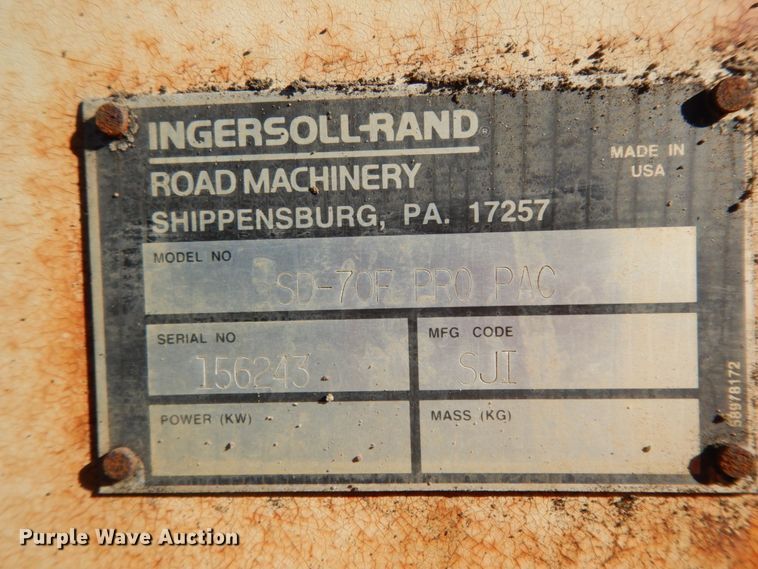 INGERSOLL-RAND®
ROAD MACHINERY
SHIPPENSBURG, PA. 17257
MADE IN
USA
MODEL NO
SD-70F PRO PAC
SERIAL NO
156243
MFG CODE
SJI
POWER (KW)
MASS (KG)
58978172
Purple Wave Auction